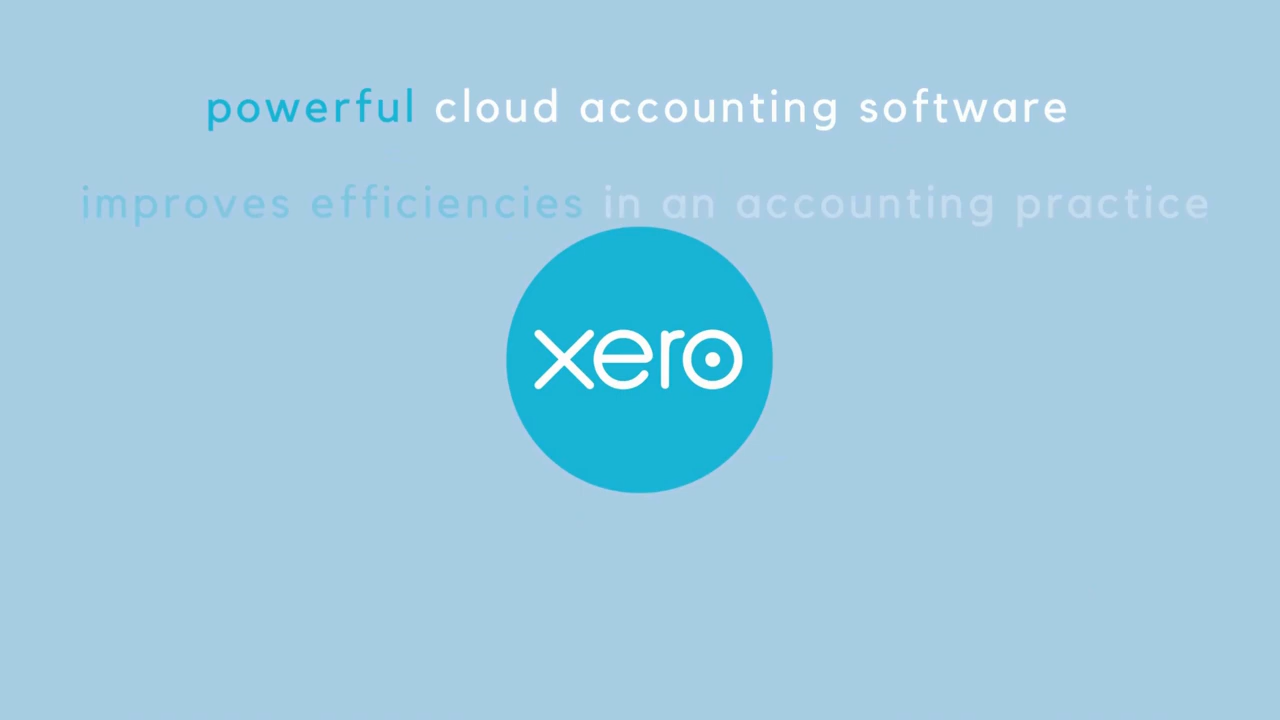 powerful cloud accounting software
improves efficiencies in an accounting practice
xero